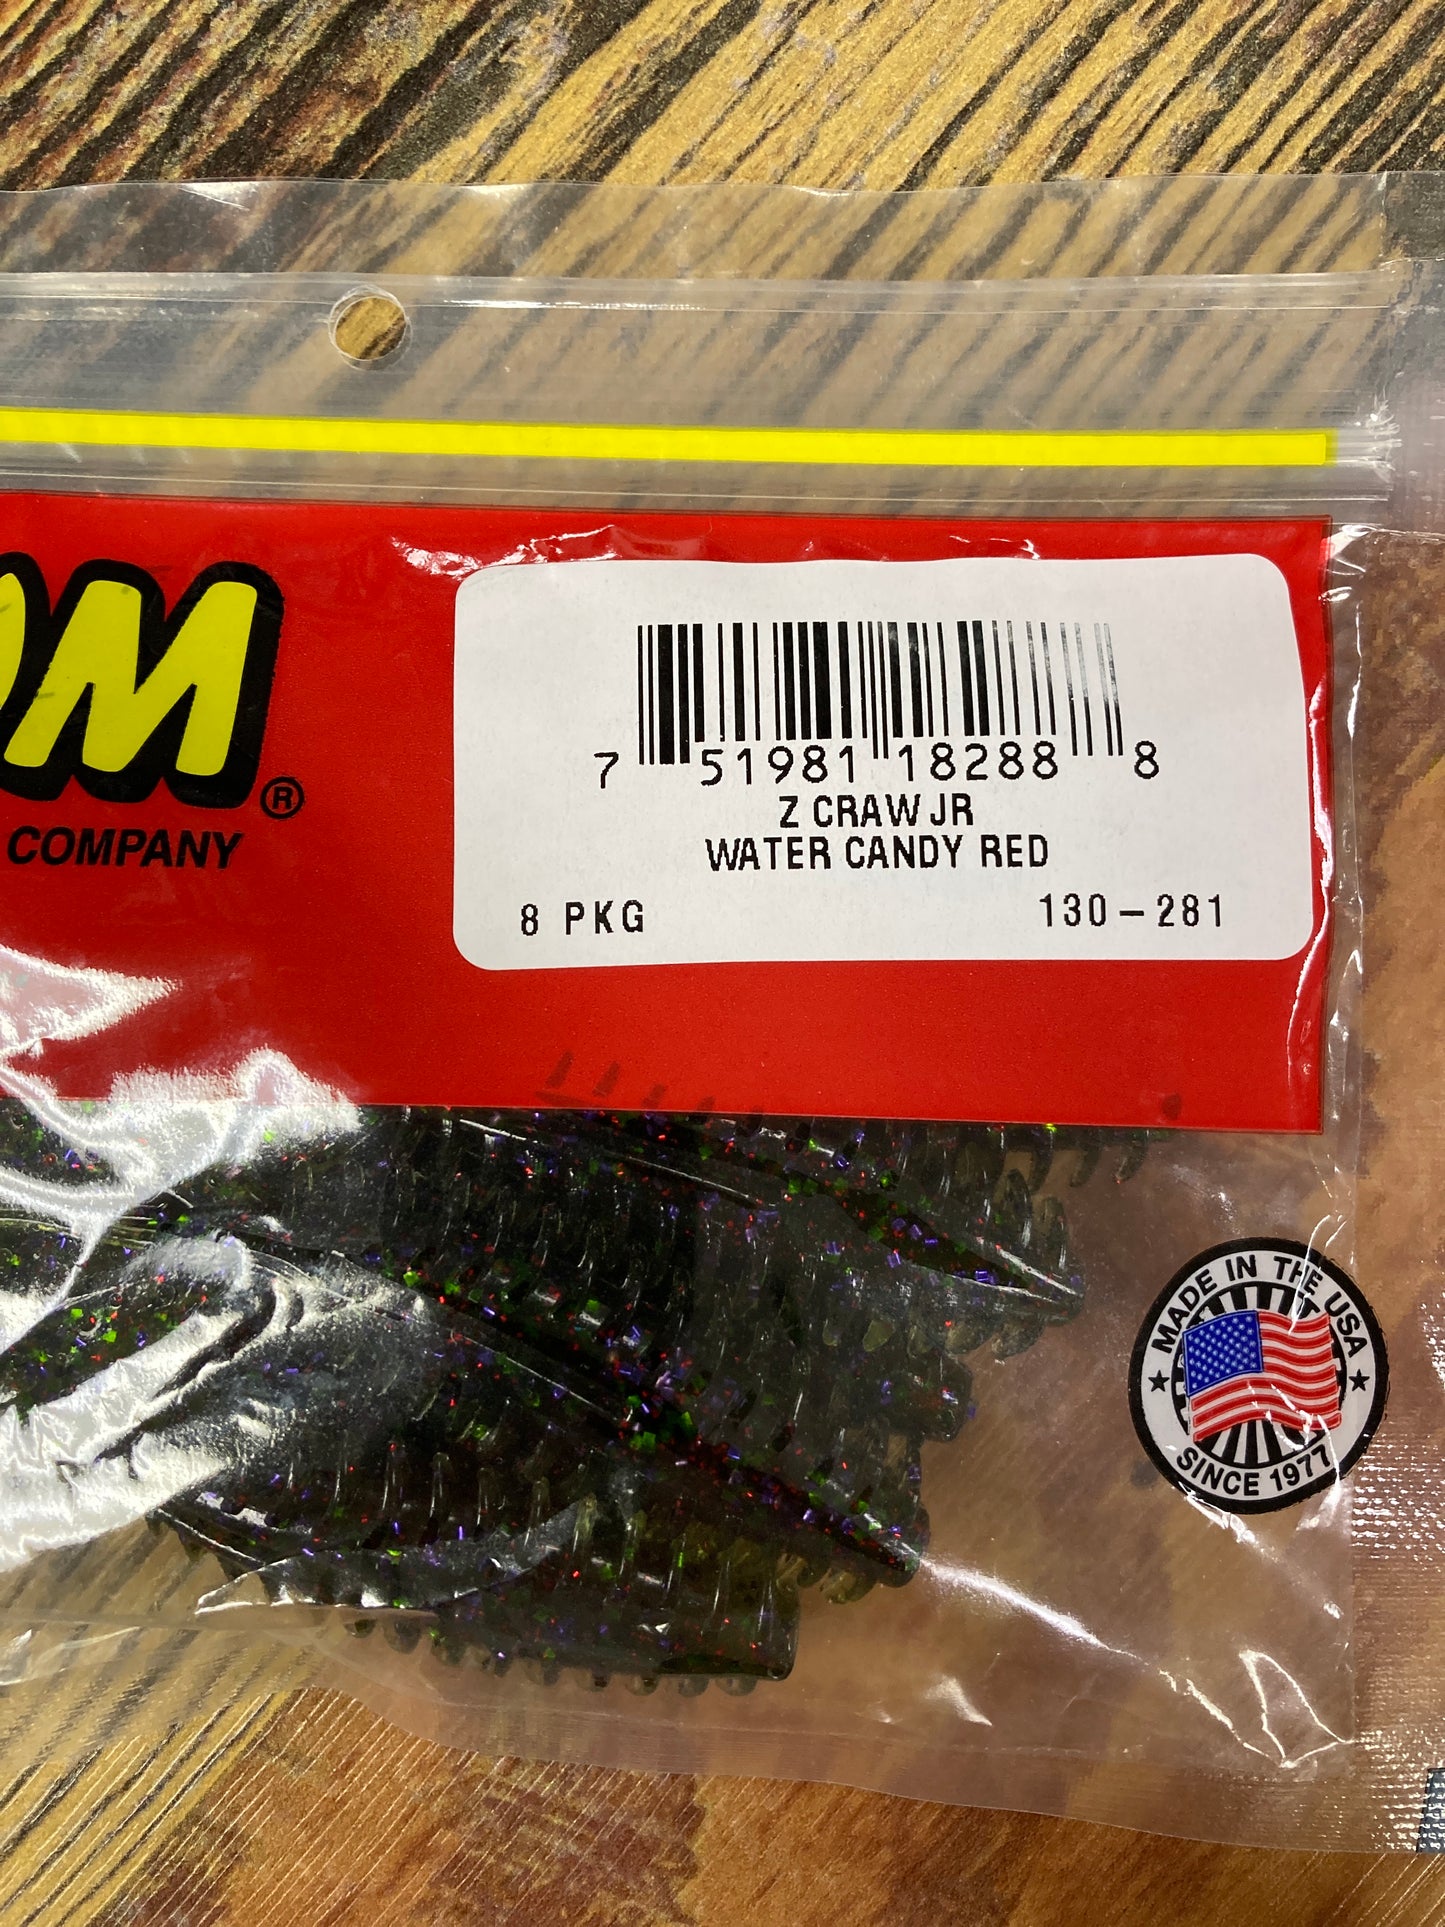 COMPANY
®
7 51981 18288 8
Z CRAW JR
WATER CANDY RED
8 PKG 130-281
MADE IN THE USA
SINCE 1977